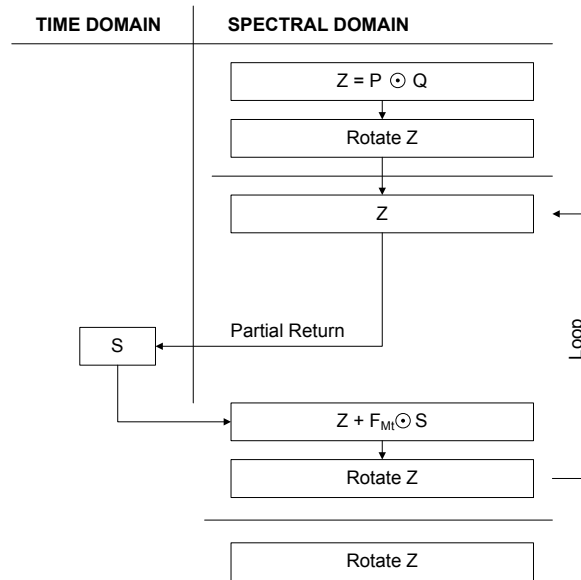 TIME DOMAIN
SPECTRAL DOMAIN
Z = P ⊙ Q
Rotate Z
Z
Partial Return
S
Loop
Z + F_Mt ⊙ S
Rotate Z
Rotate Z